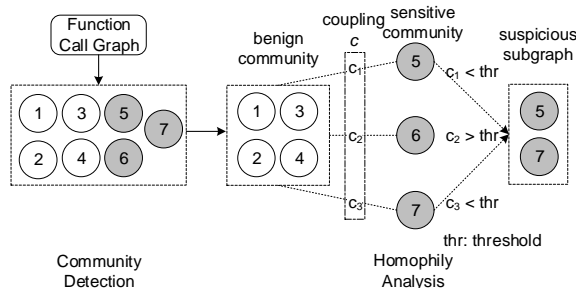 Function
Call Graph
1 3 5
7
2 4 6
Community
Detection
benign
community
1 3
2 4
coupling
c
c1
c2
c3
sensitive
community
5
6
7
c1 < thr
c2 > thr
c3 < thr
thr: threshold
Homophily
Analysis
suspicious
subgraph
5
7